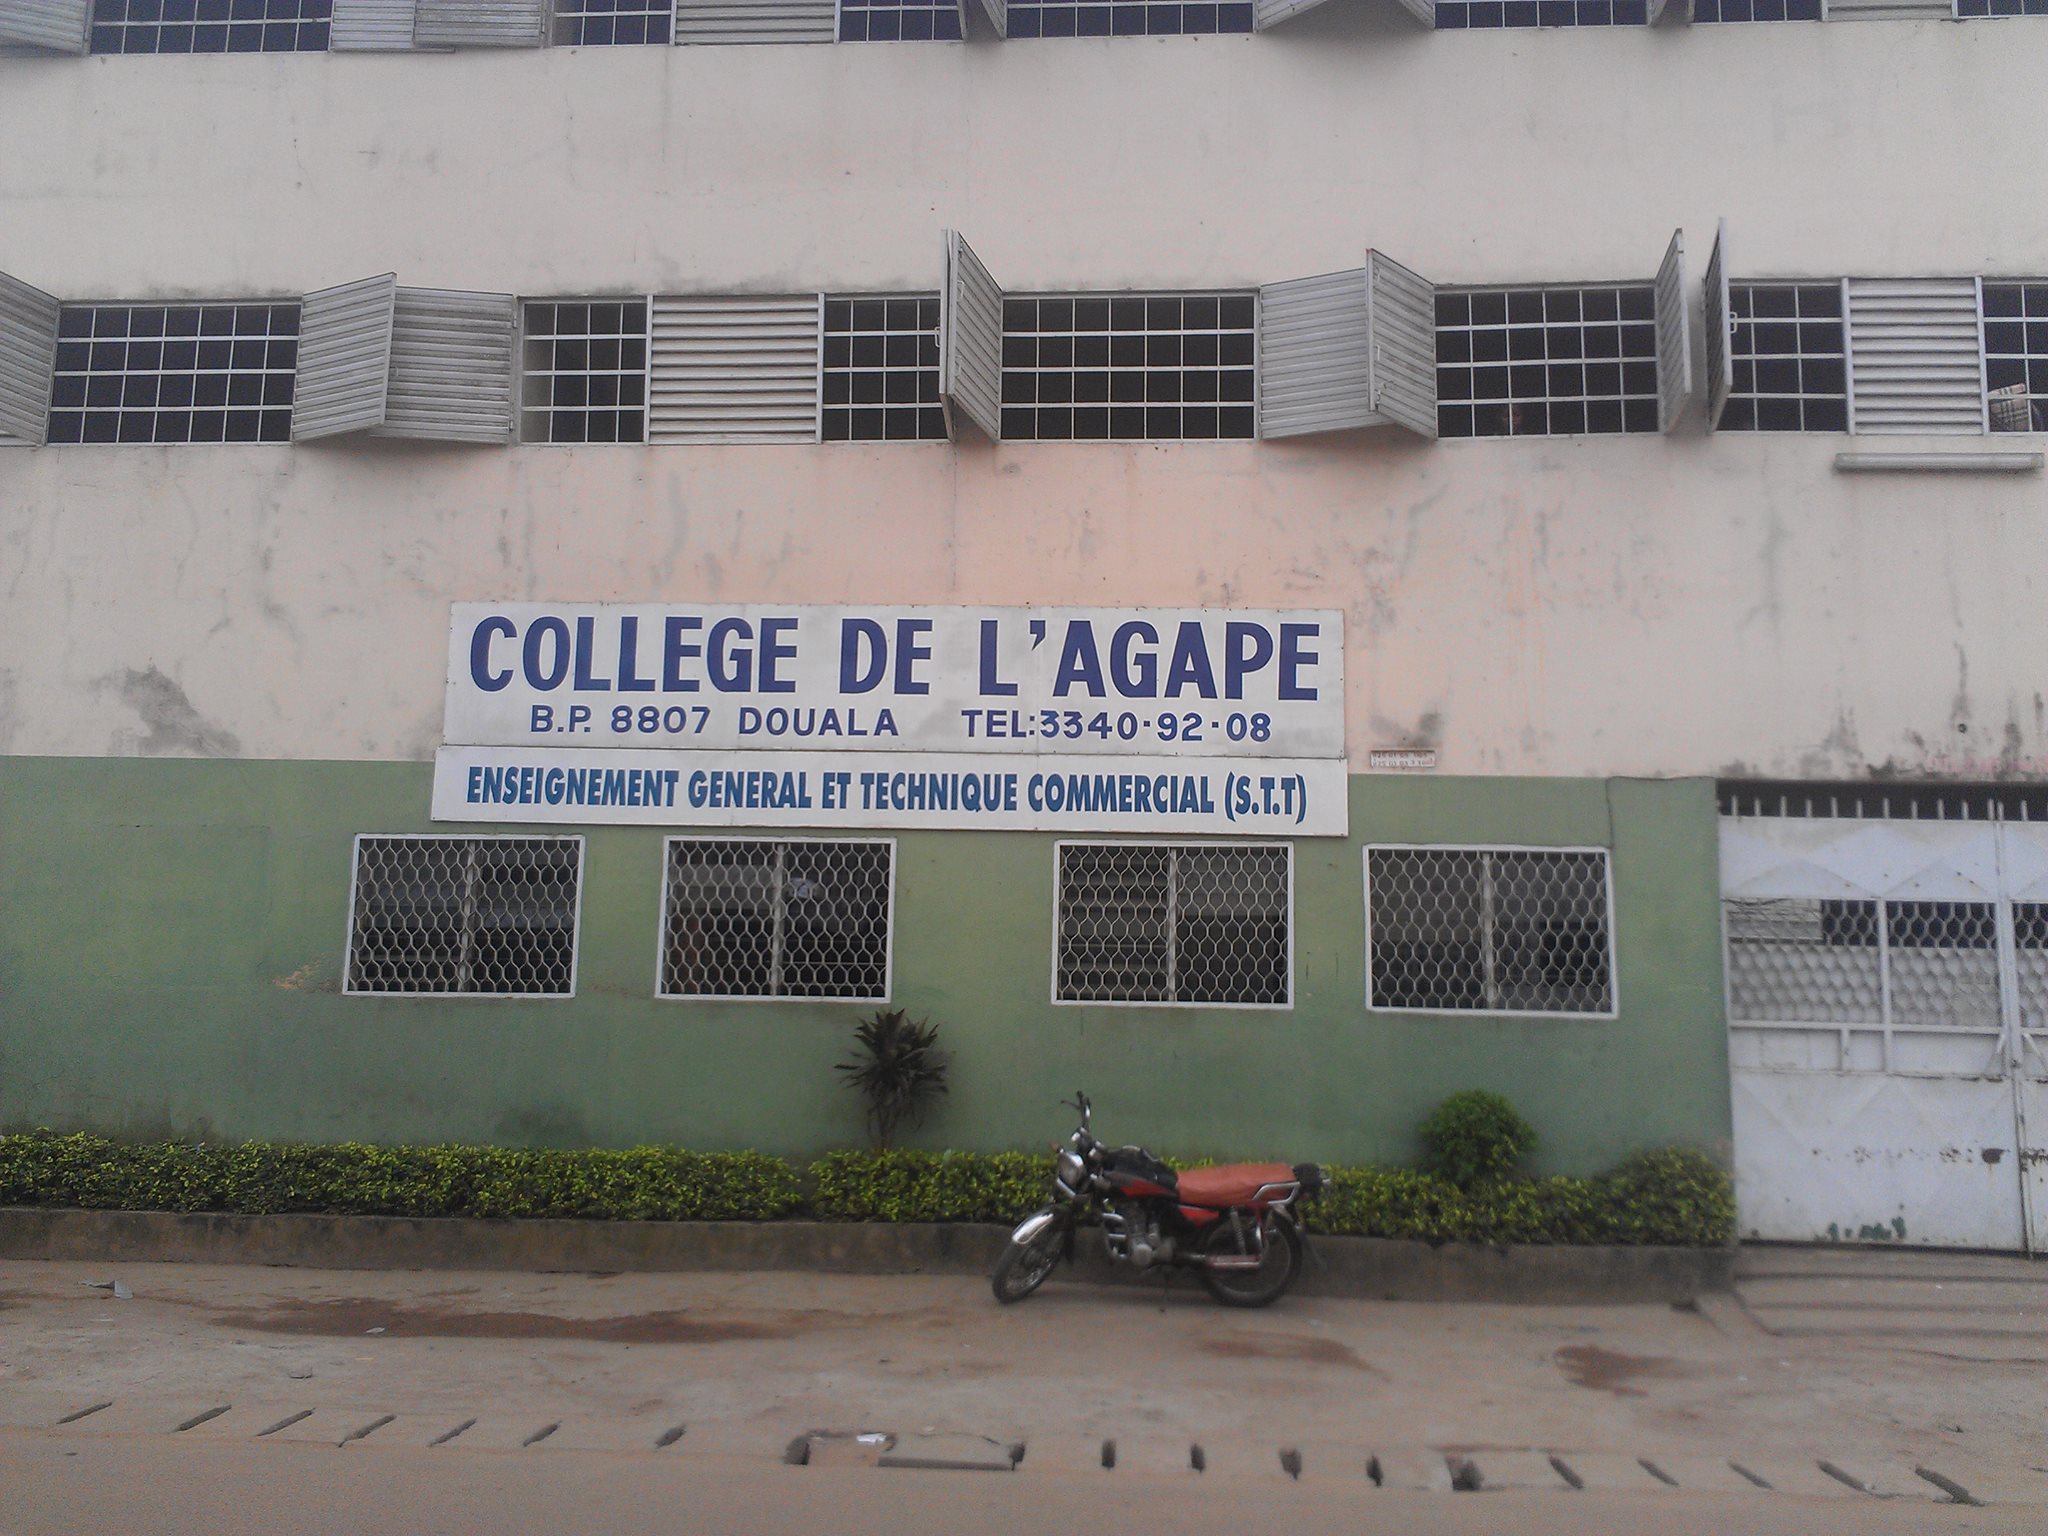 COLLEGE DE L'AGAPE
B.P. 8807 DOUALA TEL:3340-92-08
ENSEIGNEMENT GENERAL ET TECHNIQUE COMMERCIAL (S.T.T)